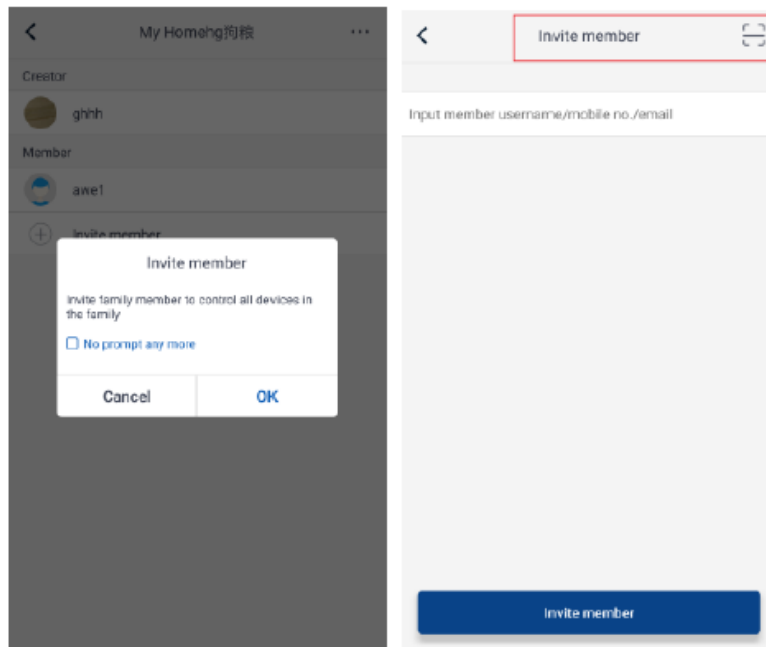 My Homehg狗粮
Creator
ghhh
Member
awe1
Invite member
Invite member
Invite family member to control all devices in
the family
No prompt any more
Cancel
OK
Invite member
Input member username/mobile no./email
Invite member